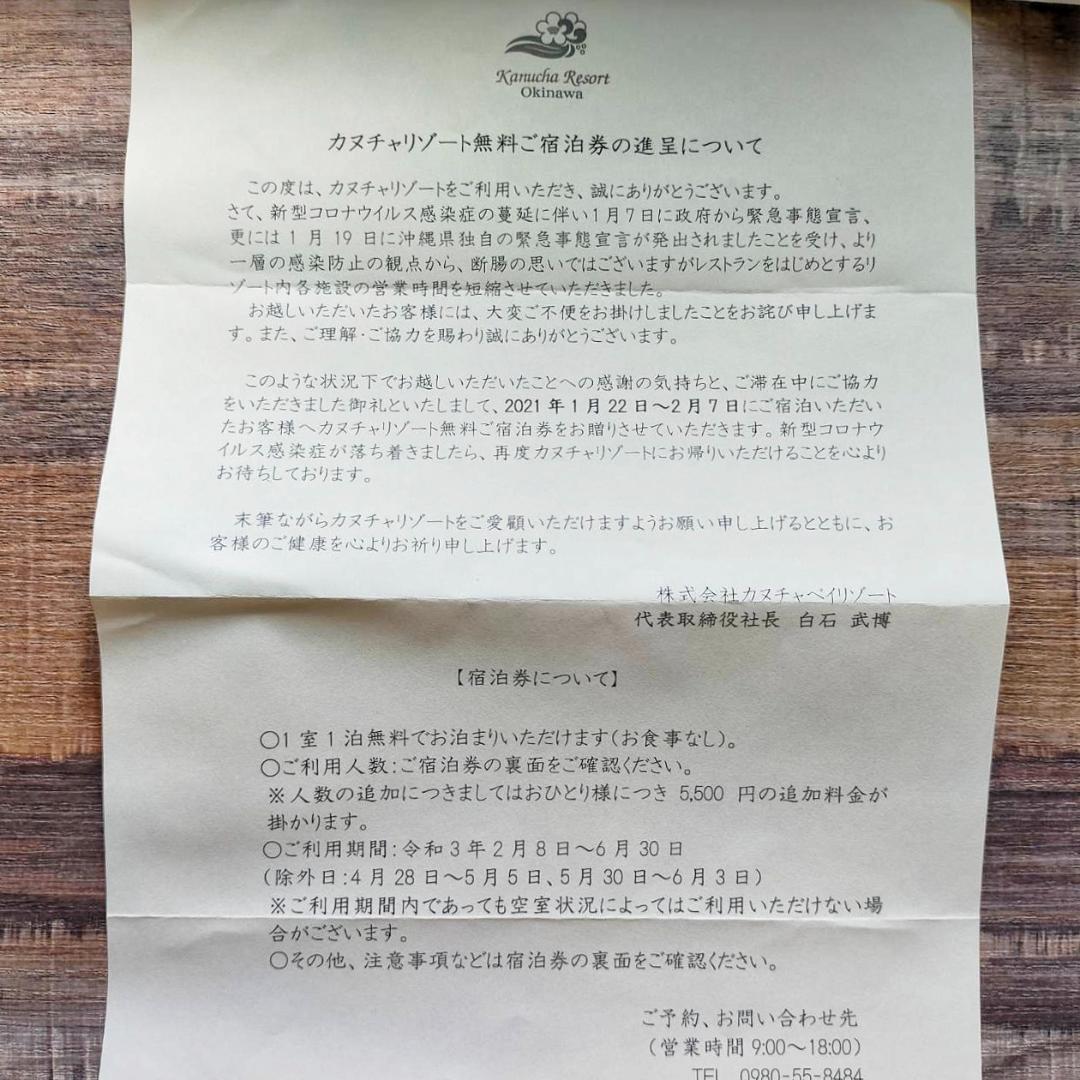 Kanucha Resort
Okinawa
カヌチャリゾート無料ご宿泊券の進呈について
この度は、カヌチャリゾートをご利用いただき、誠にありがとうございます。
さて、新型コロナウイルス感染症の蔓延に伴い1月7日に政府から緊急事態宣言、
更には1月19日に沖縄県独自の緊急事態宣言が発出されましたことを受け、より
一層の感染防止の観点から、断腸の思いではございますがレストランをはじめとするリ
ゾート内各施設の営業時間を短縮させていただきました。
お越しいただいたお客様には、大変ご不便をお掛けしましたことをお詫び申し上げま
す。また、ご理解・ご協力を賜わり誠にありがとうございます。
このような状況下でお越しいただいたことへの感謝の気持ちと、ご滞在中にご協力
をいただきました御礼といたしまして、2021年1月22日～2月7日にご宿泊いただい
たお客様へカヌチャリゾート無料ご宿泊券をお贈りさせていただきます。新型コロナウ
イルス感染症が落ち着きましたら、再度カヌチャリゾートにお帰りいただけることを心より
お待ちしております。
末筆ながらカヌチャリゾートをご愛顧いただけますようお願い申し上げるとともに、お
客様のご健康を心よりお祈り申し上げます。
株式会社カヌチャベイリゾート
代表取締役社長 白石 武博
【宿泊券について】
○1室1泊無料でお泊まりいただけます(お食事なし)。
○ご利用人数:ご宿泊券の裏面をご確認ください。
※人数の追加につきましてはおひとり様につき 5,500 円の追加料金が
掛かります。
○ご利用期間:令和3年2月8日～6月30日
(除外日:4月28日～5月5日、5月30日～6月3日)
※ご利用期間内であっても空室状況によってはご利用いただけない場
合がございます。
○その他、注意事項などは宿泊券の裏面をご確認ください。
ご予約、お問い合わせ先
(営業時間 9:00～18:00)
TEL 0980-55-8484